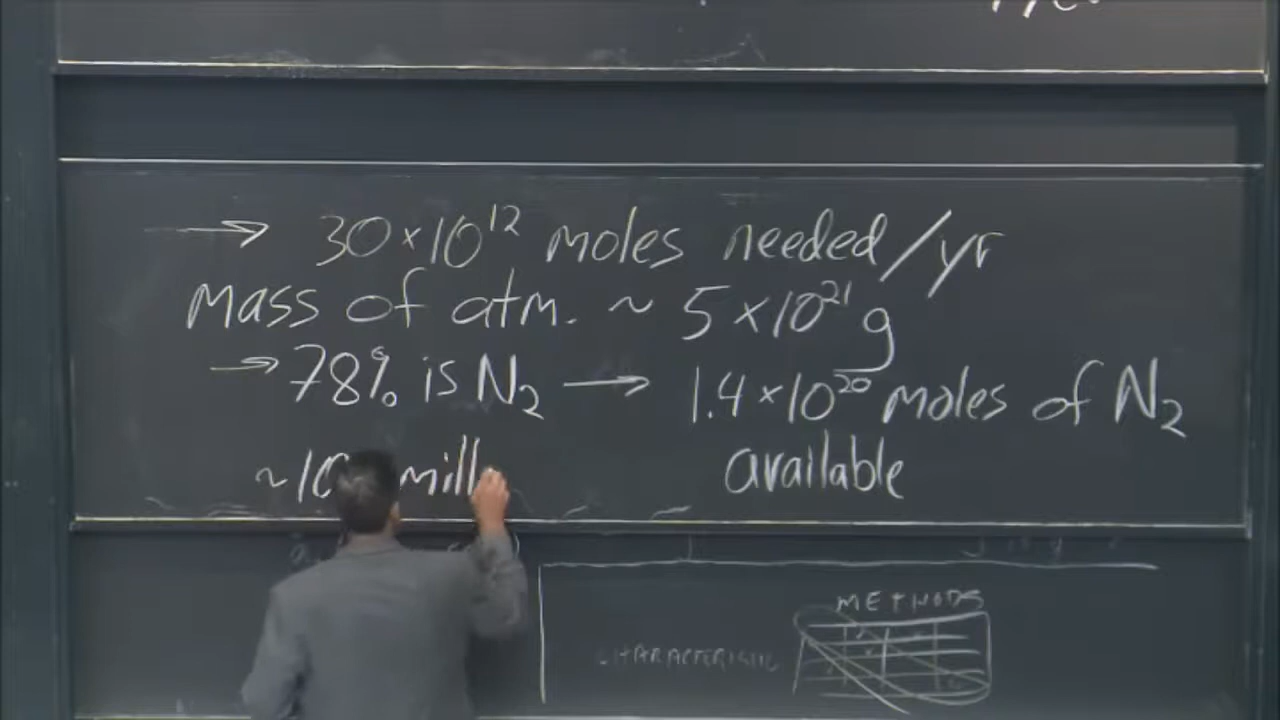 → 30×10¹² moles needed/yr
Mass of atm. ~ 5×10²¹ g
→ 78% is N₂ → 1.4×10²⁰ moles of N₂
available
METHODS
CHARACTERISTIC